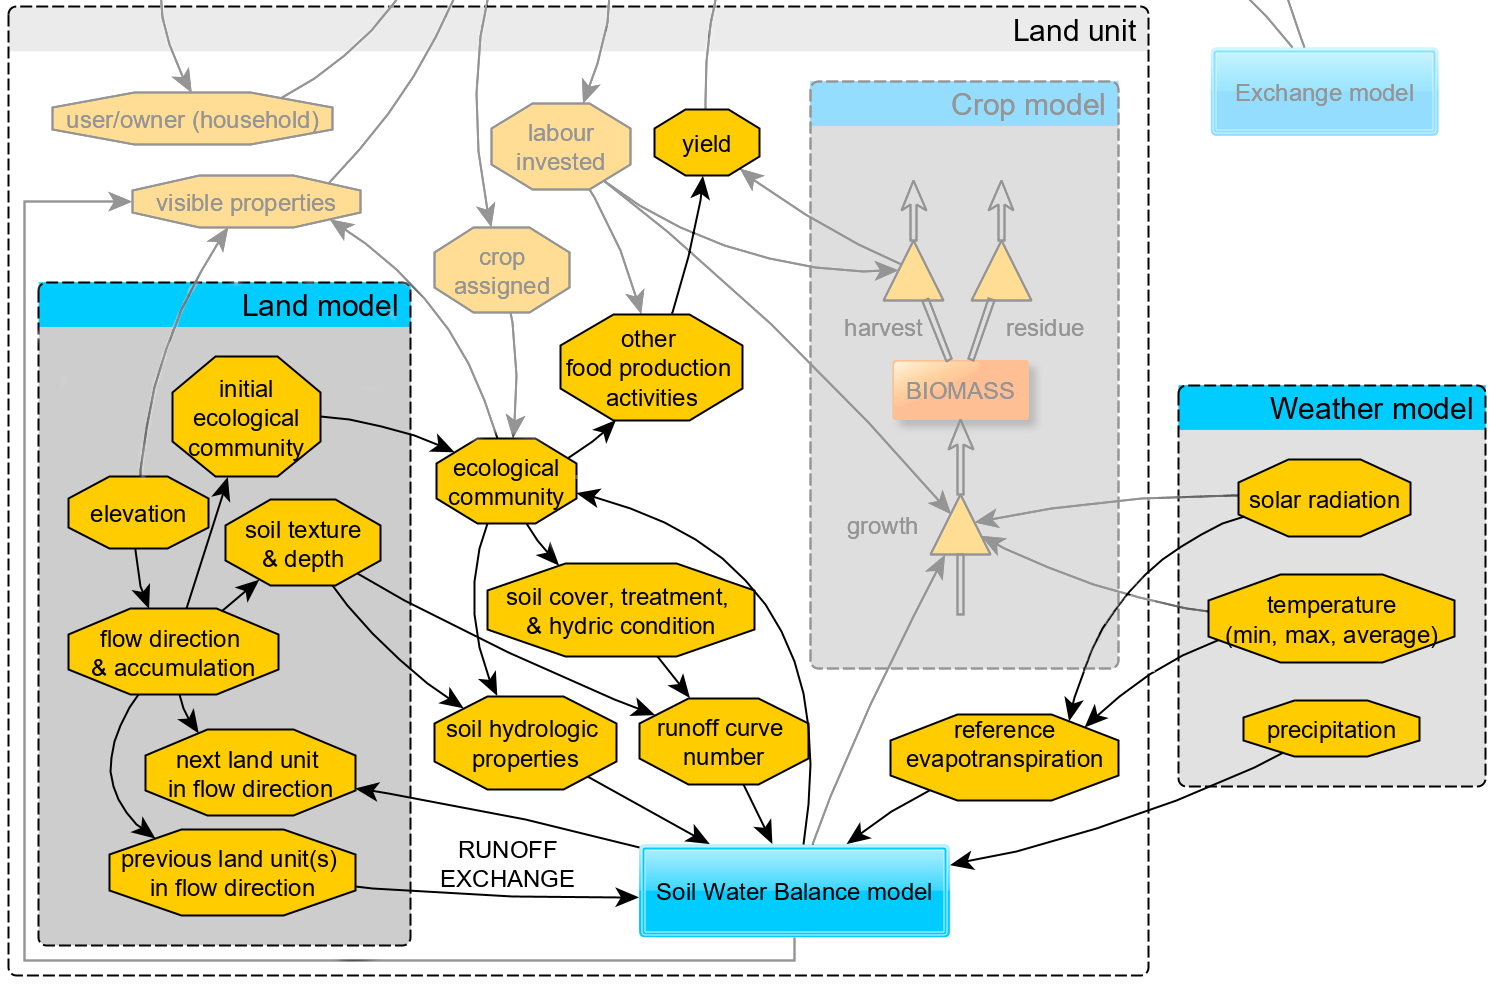 Land unit
user/owner (household)
visible properties
labour
invested
yield
crop
assigned
Crop model
harvest
residue
BIOMASS
growth
Exchange model
Land model
initial
ecological
community
elevation
soil texture
& depth
flow direction
& accumulation
next land unit
in flow direction
previous land unit(s)
in flow direction
other
food production
activities
ecological
community
soil cover, treatment,
& hydric condition
soil hydrologic
properties
runoff curve
number
RUNOFF
EXCHANGE
Soil Water Balance model
reference
evapotranspiration
Weather model
solar radiation
temperature
(min, max, average)
precipitation